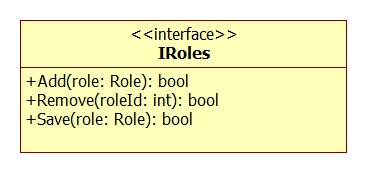 <<interface>>
IRoles
+Add(role: Role): bool
+Remove(roleId: int): bool
+Save(role: Role): bool